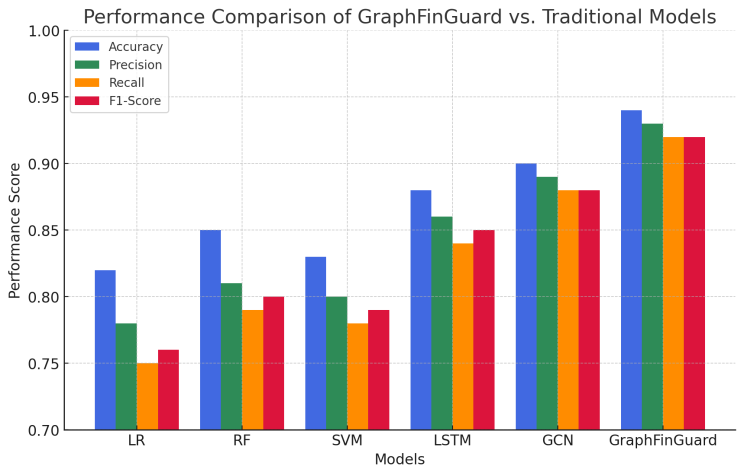 Performance Comparison of GraphFinGuard vs. Traditional Models
1.00
0.95
0.90
0.85
0.80
0.75
0.70
Performance Score
Accuracy
Precision
Recall
F1-Score
LR RF SVM LSTM GCN GraphFinGuard
Models